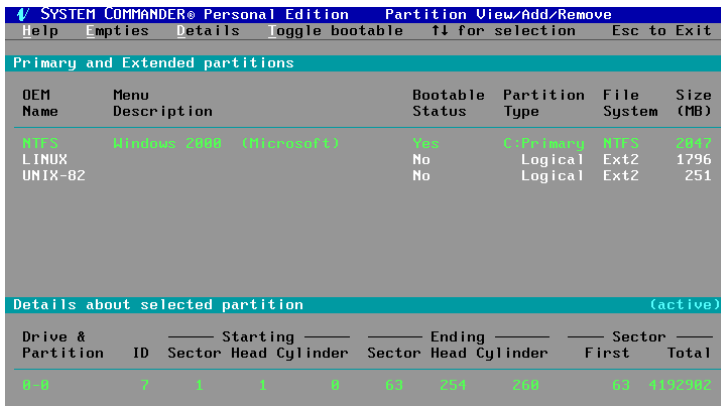 SYSTEM COMMANDER® Personal Edition Partition View/Add/Remove
Help Empties Details Toggle bootable ↑↓ for selection Esc to Exit
Primary and Extended partitions
OEM Menu Bootable Partition File Size
Name Description Status Type System (MB)
NTFS Windows 2000 (Microsoft) Yes C:Primary NTFS 2047
LINUX No Logical Ext2 1796
UNIX-82 No Logical Ext2 251
Details about selected partition (active)
Drive & Starting Ending Sector
Partition ID Sector Head Cylinder Sector Head Cylinder First Total
0-0 7 1 1 0 63 254 260 63 4192902